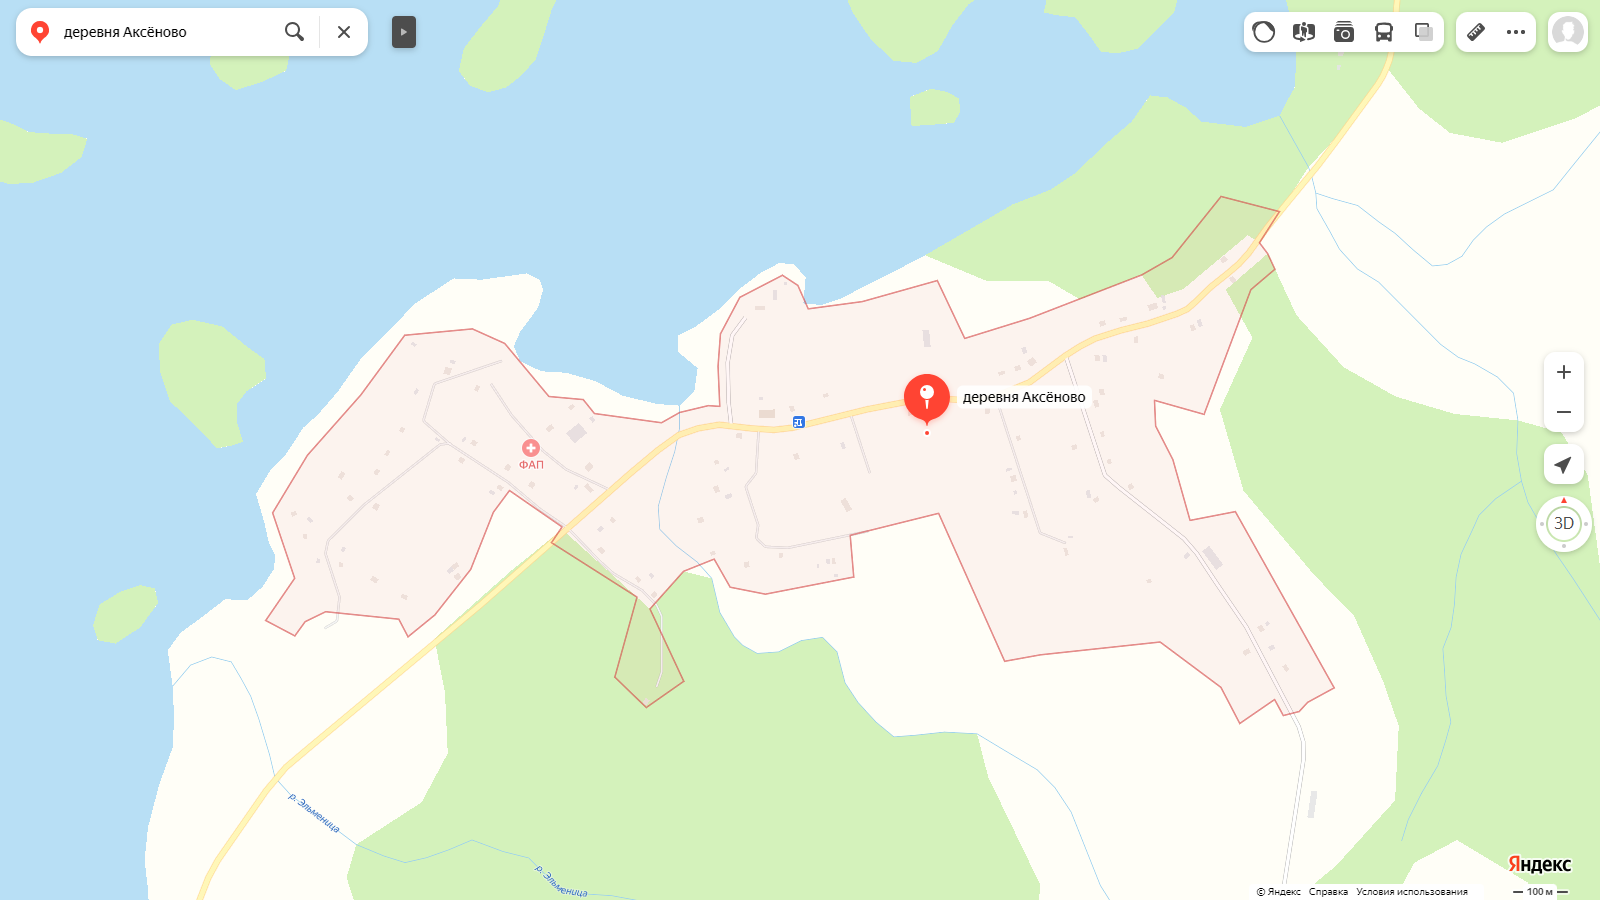 деревня Аксёново
деревня Аксёново
ФАП
3D
р. Эльменица
р. Эльменица
Яндекс
© Яндекс Справка Условия использования
100 м